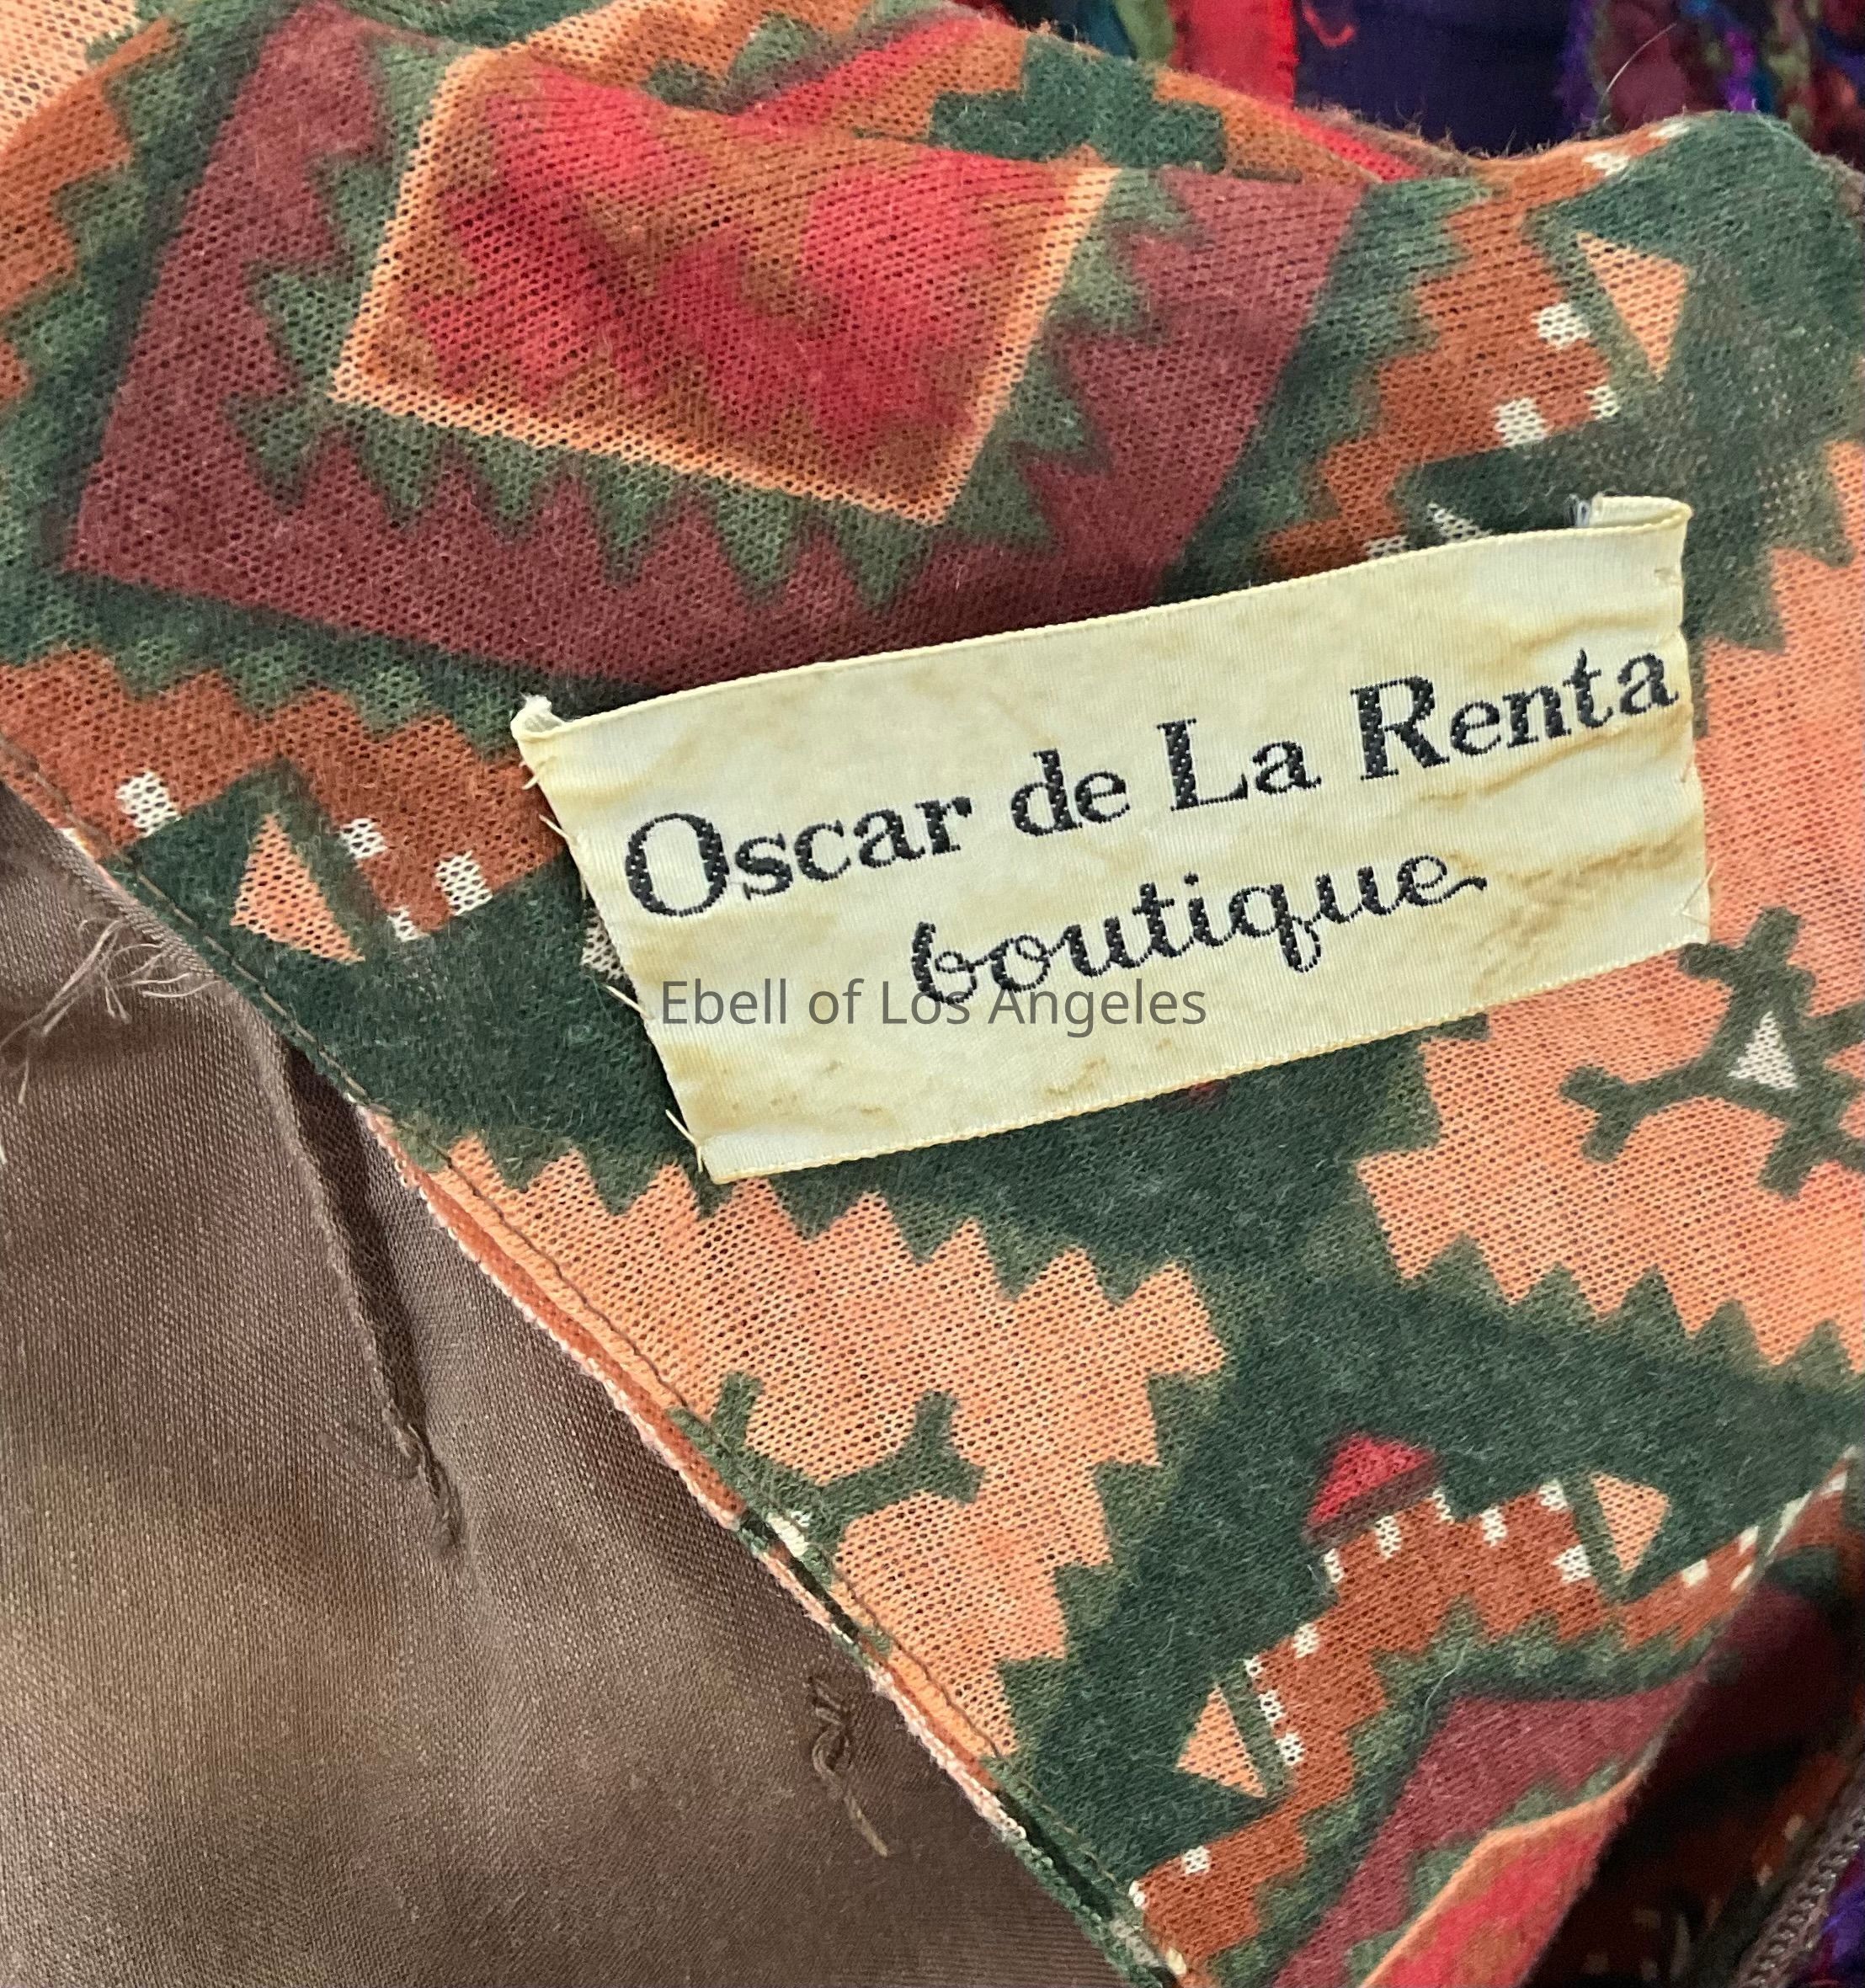 Oscar de La Renta
boutique
Ebell of Los Angeles